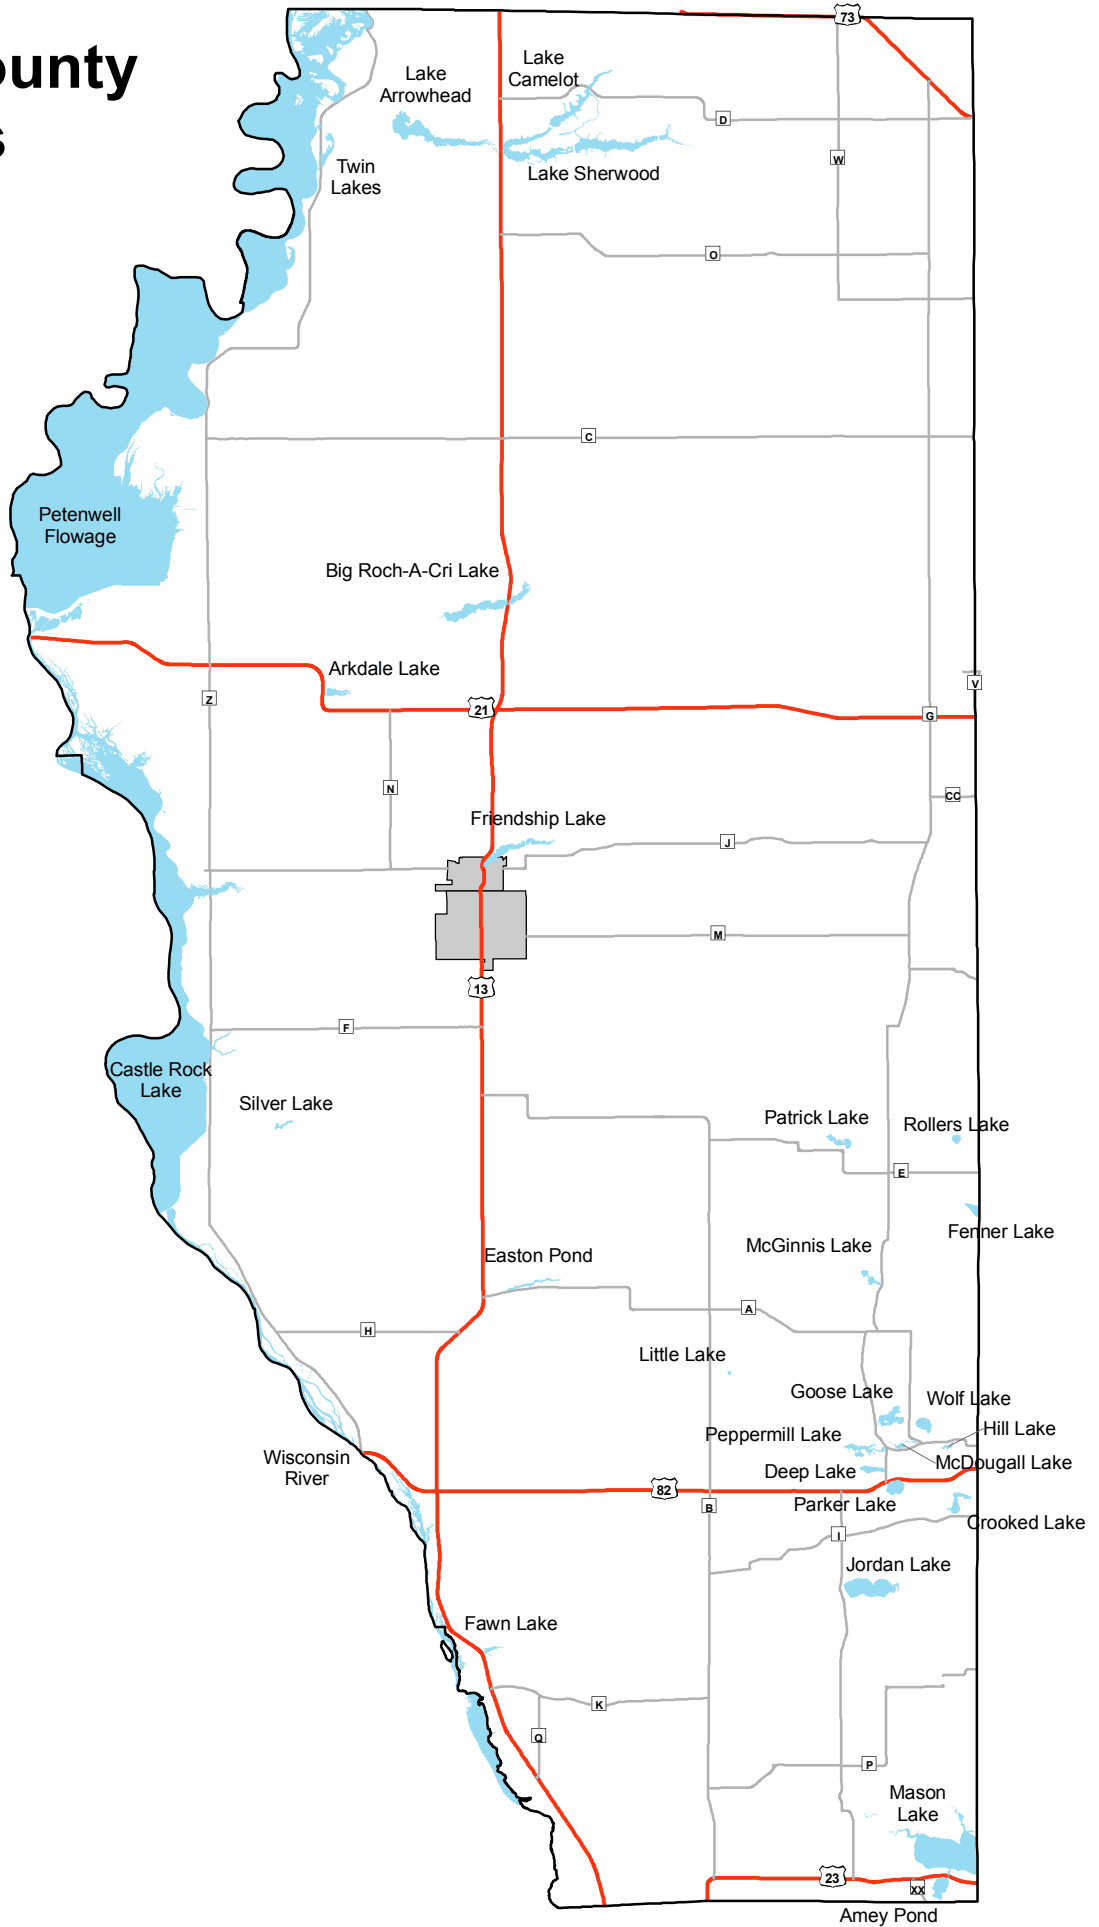 ounty
s
73
Lake
Camelot
Lake
Arrowhead
D
W
Twin
Lakes
Lake Sherwood
O
C
Petenwell
Flowage
Big Roch-A-Cri Lake
Arkdale Lake
V
Z
21
G
N
CC
Friendship Lake
J
M
13
F
Castle Rock
Lake
Silver Lake
Patrick Lake
Rollers Lake
E
Fenner Lake
McGinnis Lake
Easton Pond
A
H
Little Lake
Goose Lake
Wolf Lake
Hill Lake
Peppermill Lake
Wisconsin
River
McDougall Lake
Deep Lake
82
B
Parker Lake
Crooked Lake
I
Jordan Lake
Fawn Lake
K
Q
P
Mason
Lake
23
XX
Amey Pond